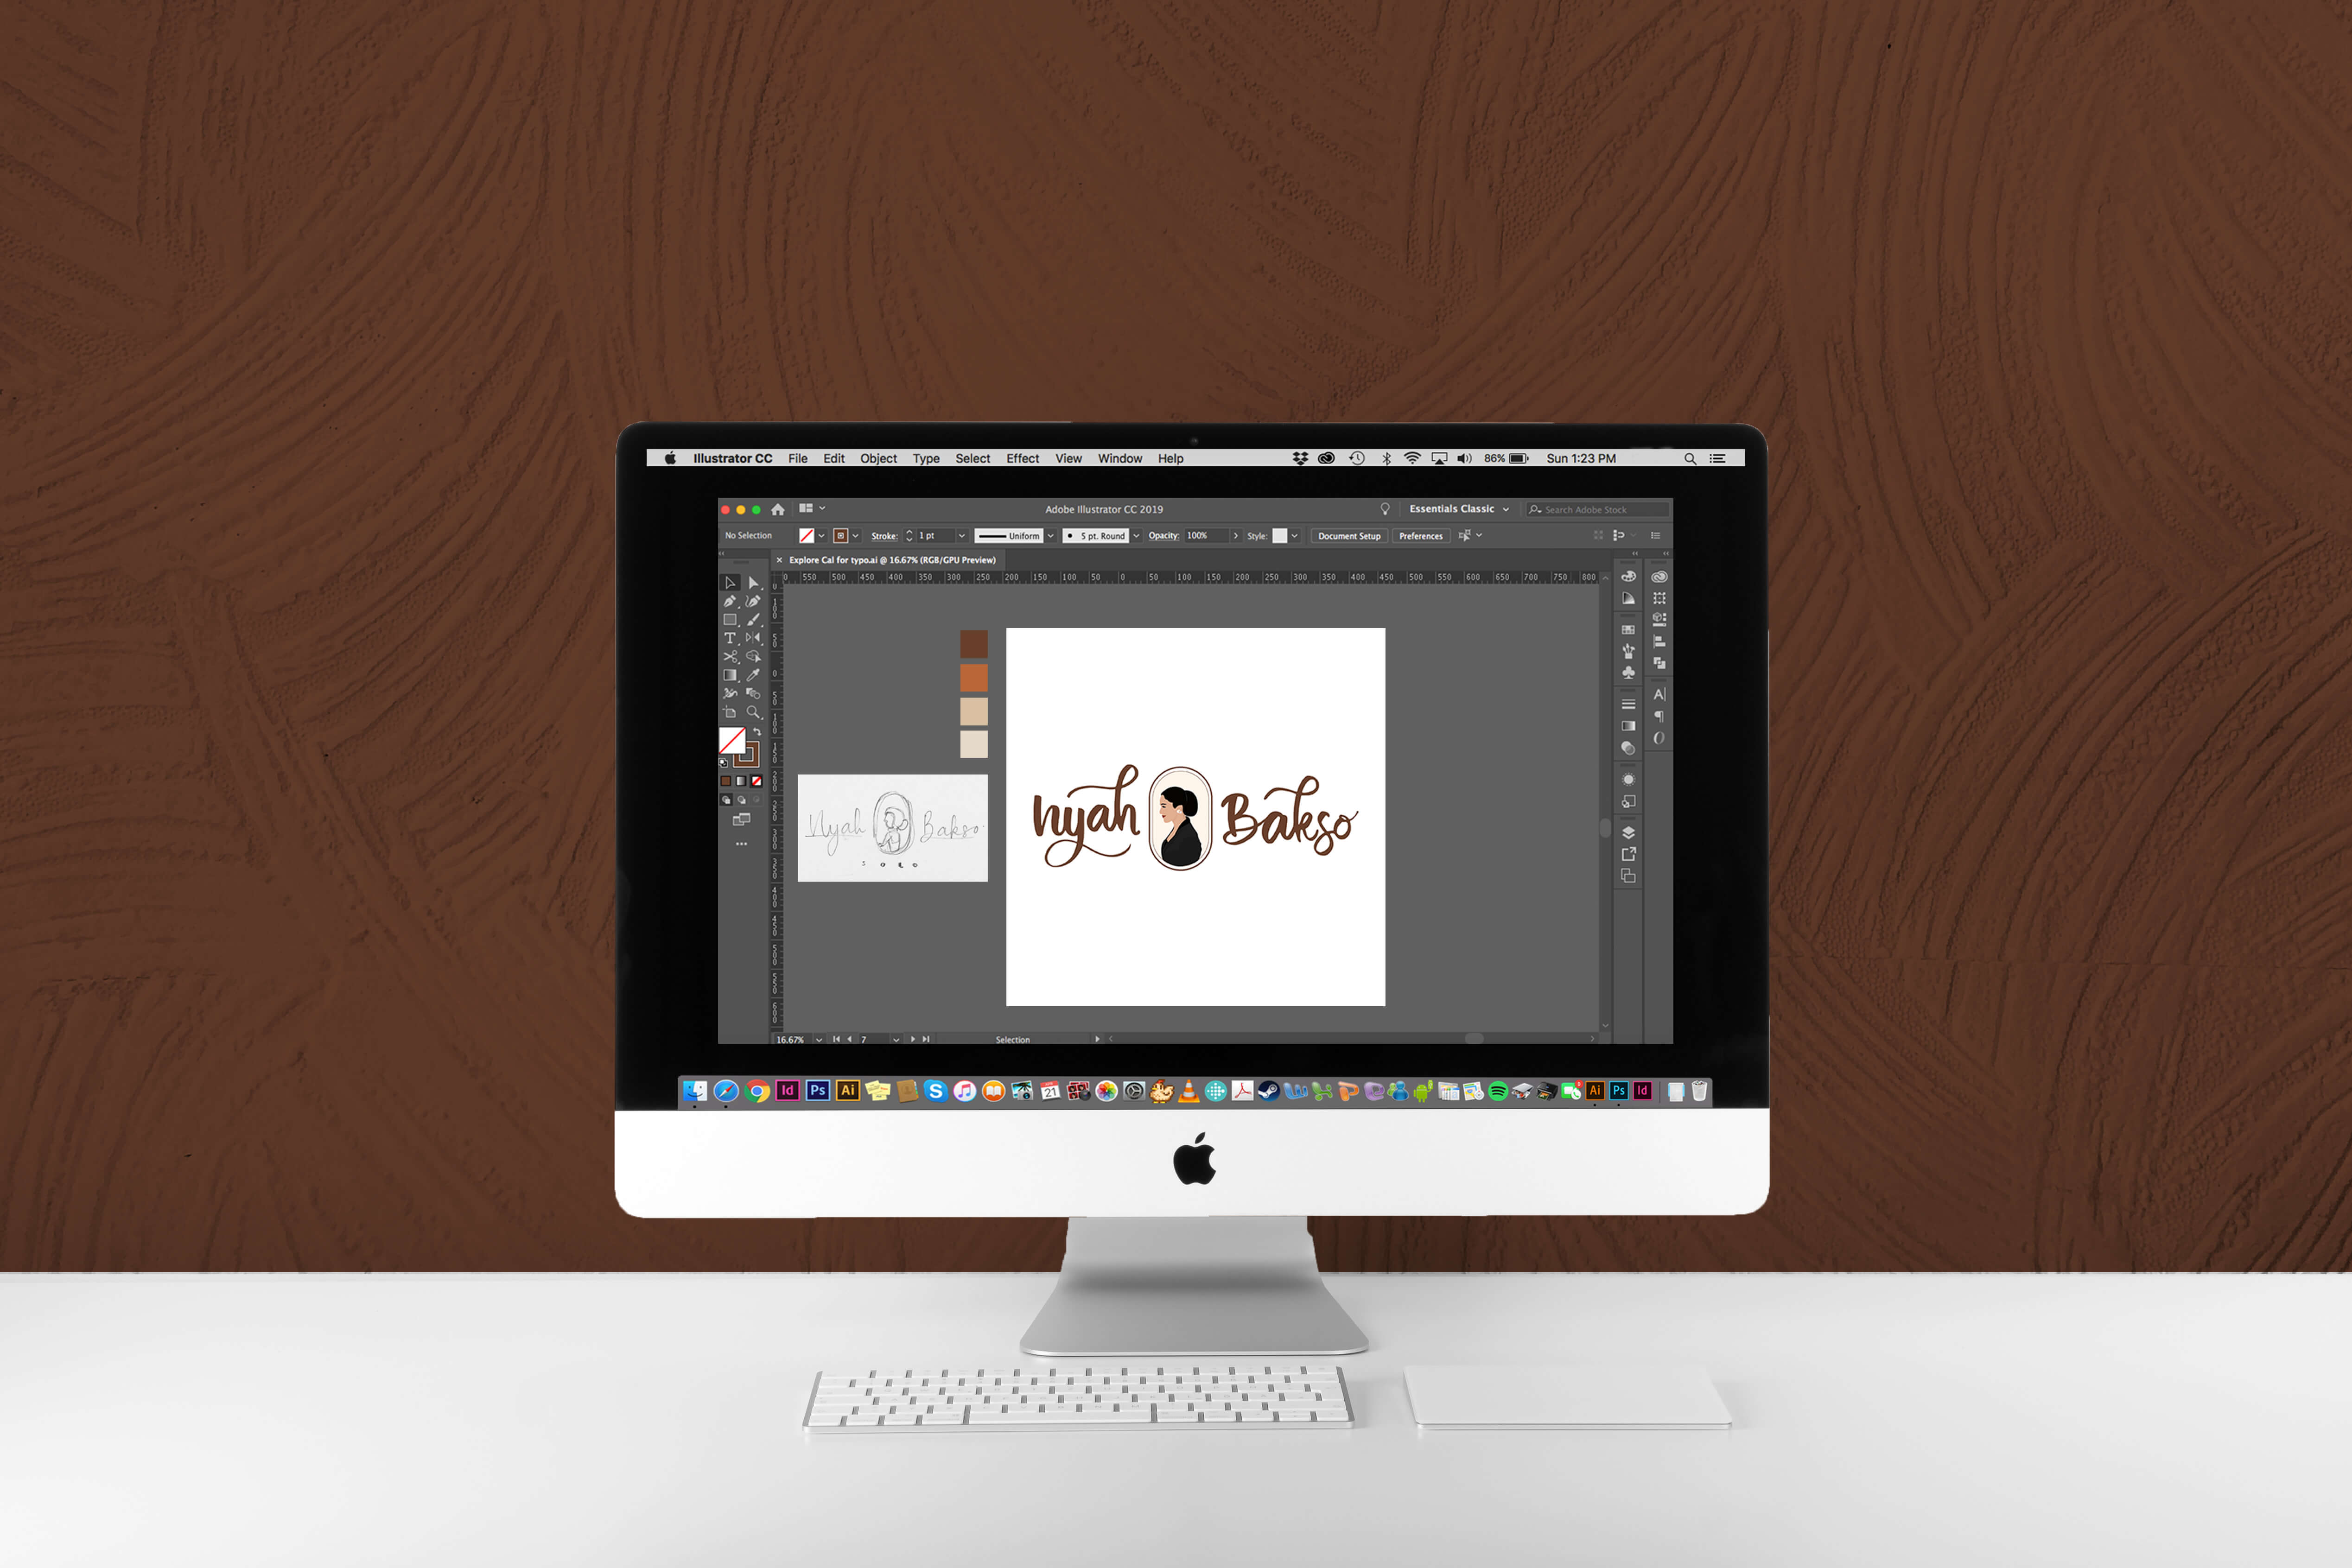 Illustrator CC File Edit Object Type Select Effect View Window Help 86% Sun 1:23 PM
Adobe Illustrator CC 2019 Essentials Classic Search Adobe Stock
No Selection Stroke: 1 pt Uniform 5 pt. Round Opacity: 100% Style: Document Setup Preferences
Explore Cal for typo.ai @ 16.67% (RGB/GPU Preview)
0 550 500 450 400 350 300 250 200 150 100 50 0 50 100 150 200 250 300 350 400 450 500 550 600 650 700 750 800
Nyah Bakso
SOLO
nyah Bakso
16.67% 7 Selection
Id Ps Ai 21 Ai Ps Id